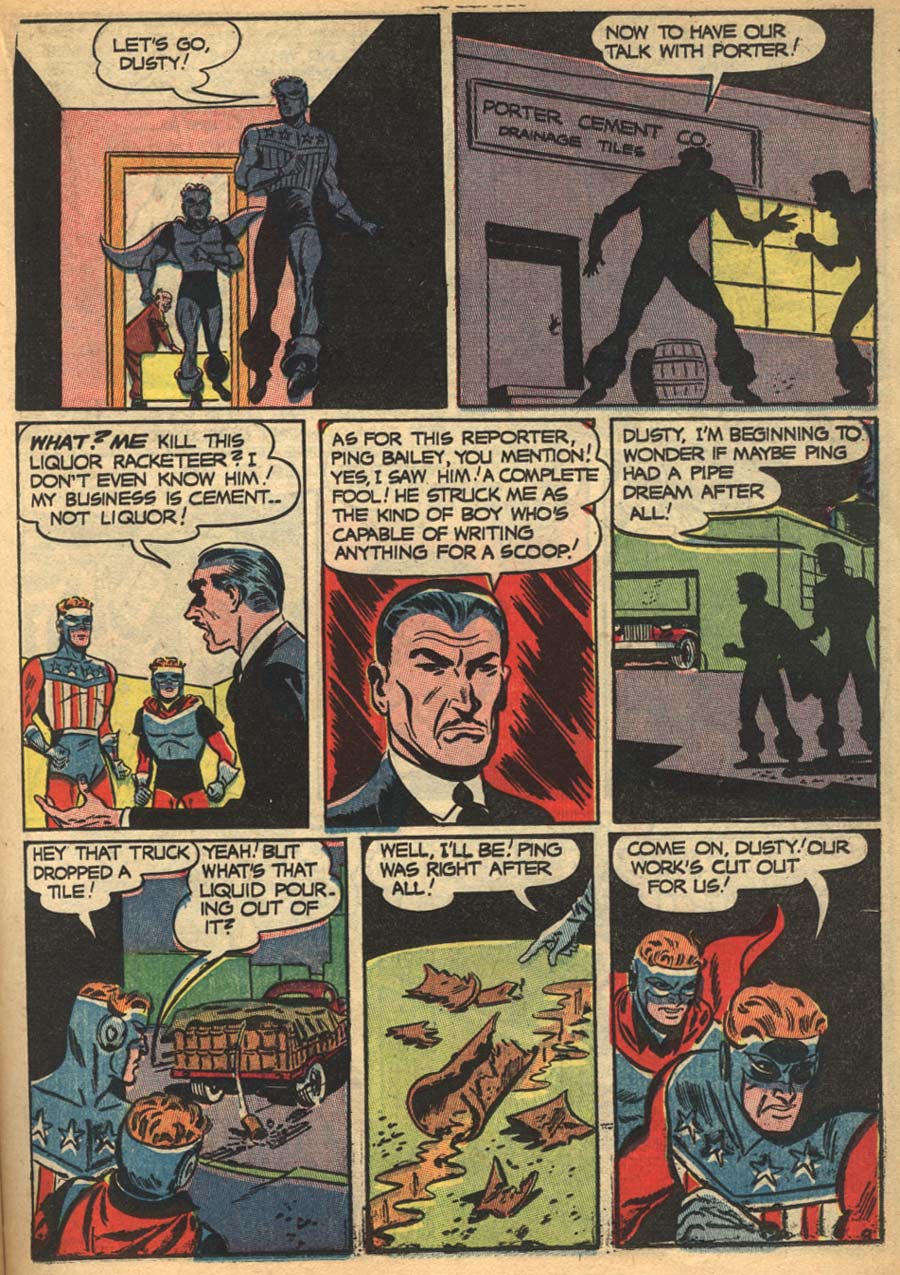 LET'S GO,
DUSTY!
NOW TO HAVE OUR
TALK WITH PORTER!
PORTER CEMENT CO.
DRAINAGE TILES
WHAT? ME KILL THIS
LIQUOR RACKETEER? I
DON'T EVEN KNOW HIM!
MY BUSINESS IS CEMENT--
NOT LIQUOR!
AS FOR THIS REPORTER,
PING BAILEY, YOU MENTION!
YES, I SAW HIM! A COMPLETE
FOOL! HE STRUCK ME AS
THE KIND OF BOY WHO'S
CAPABLE OF WRITING
ANYTHING FOR A SCOOP!
DUSTY, I'M BEGINNING TO
WONDER IF MAYBE PING
HAD A PIPE
DREAM AFTER
ALL!
HEY THAT TRUCK
DROPPED A
TILE!
YEAH! BUT
WHAT'S THAT
LIQUID POUR-
ING OUT OF
IT?
WELL, I'LL BE! PING
WAS RIGHT AFTER
ALL!
COME ON, DUSTY! OUR
WORK'S CUT OUT
FOR US!